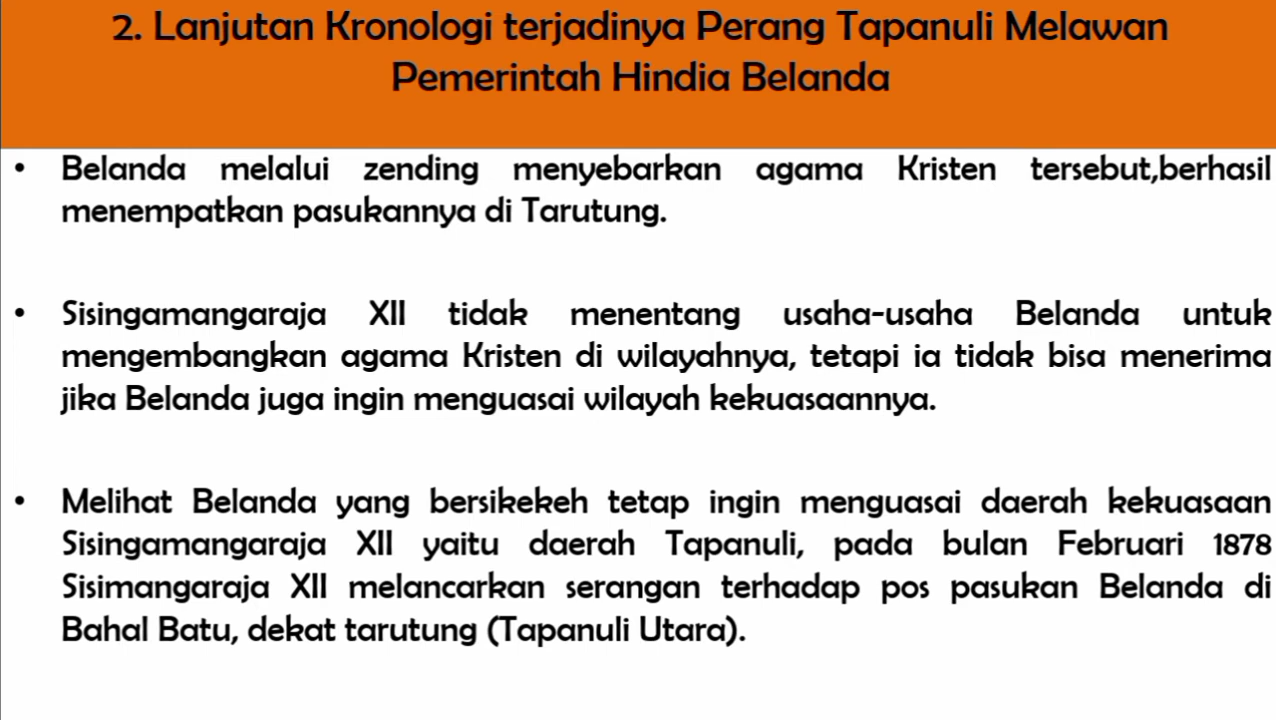 2. Lanjutan Kronologi terjadinya Perang Tapanuli Melawan
Pemerintah Hindia Belanda
• Belanda melalui zending menyebarkan agama Kristen tersebut,berhasil
menempatkan pasukannya di Tarutung.
• Sisingamangaraja XII tidak menentang usaha-usaha Belanda untuk
mengembangkan agama Kristen di wilayahnya, tetapi ia tidak bisa menerima
jika Belanda juga ingin menguasai wilayah kekuasaannya.
• Melihat Belanda yang bersikekeh tetap ingin menguasai daerah kekuasaan
Sisingamangaraja XII yaitu daerah Tapanuli, pada bulan Februari 1878
Sisimangaraja XII melancarkan serangan terhadap pos pasukan Belanda di
Bahal Batu, dekat tarutung (Tapanuli Utara).